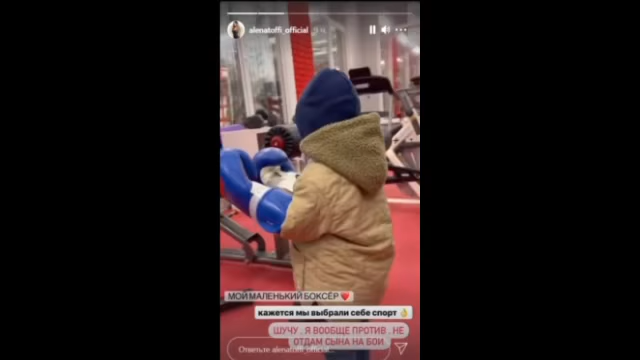 alenatoffi_official
МОЙ МАЛЕНЬКИЙ БОКСЁР ❤️
кажется мы выбрали себе спорт 👌
ШУЧУ . Я ВООБЩЕ ПРОТИВ . НЕ
ОТДАМ СЫНА НА БОИ
Ответьте alenatoffi_official...